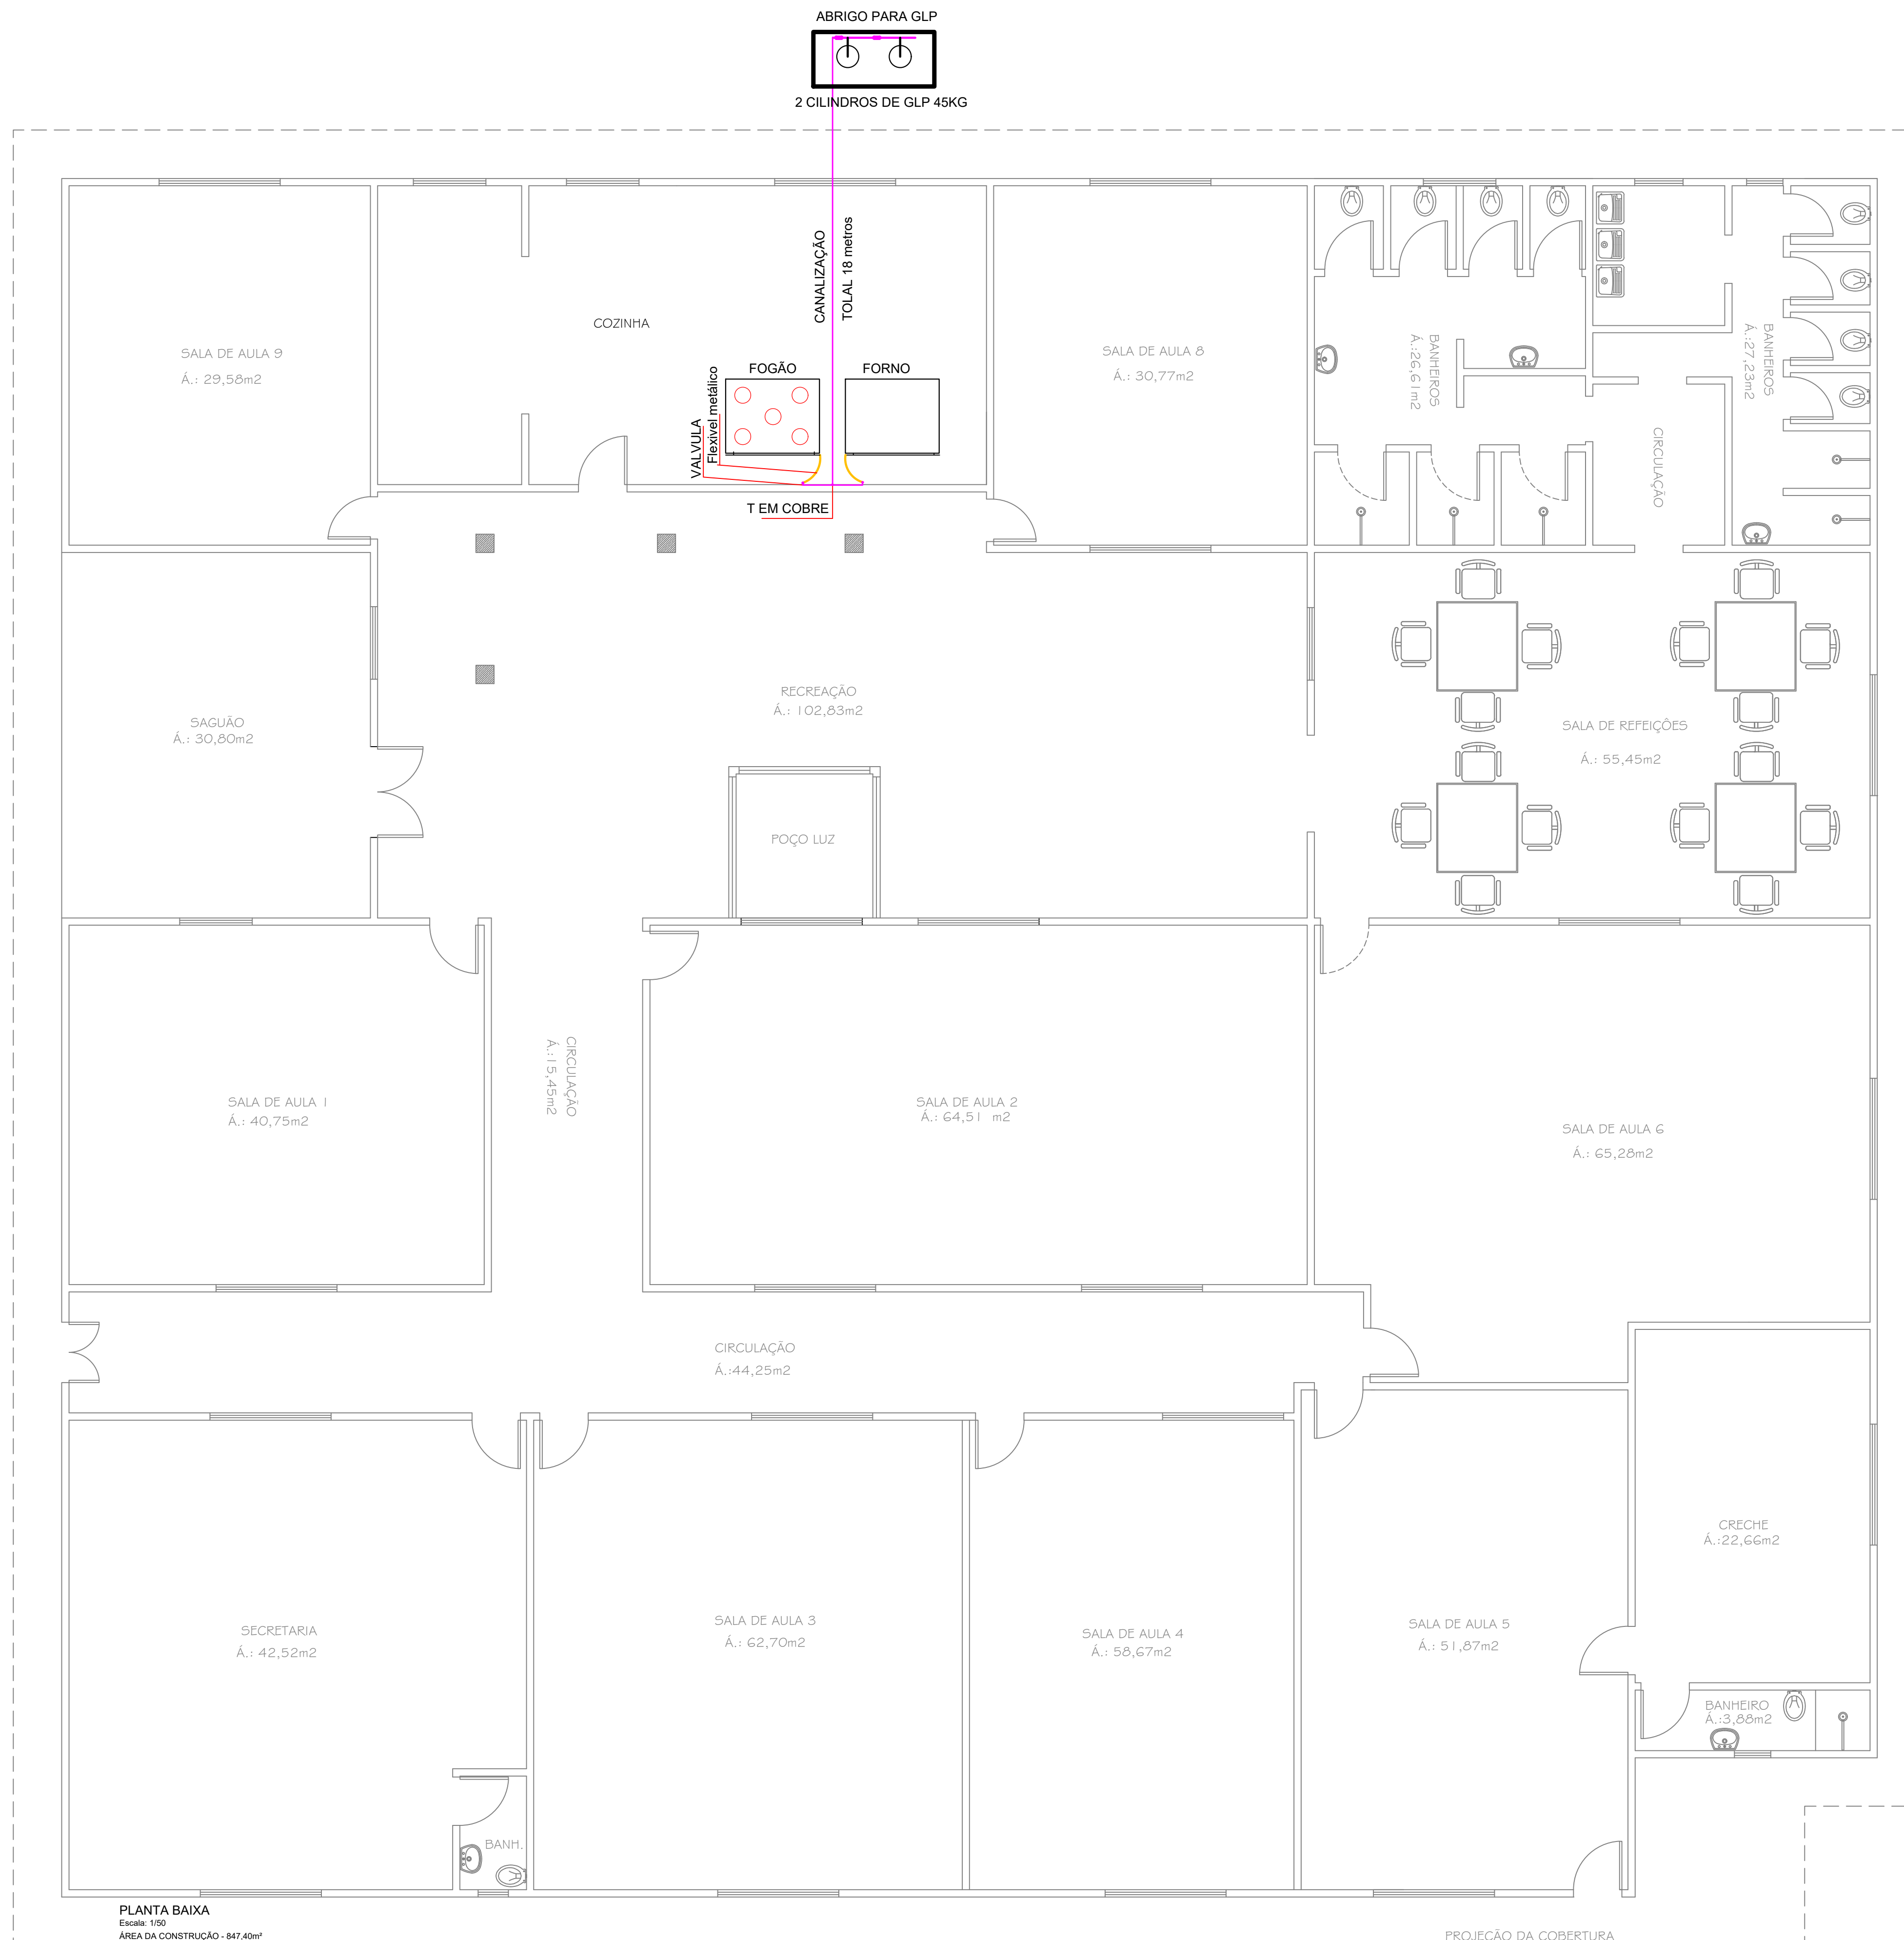 ABRIGO PARA GLP
2 CILINDROS DE GLP 45KG
CANALIZAÇÃO
TOLAL 18 metros
COZINHA
FOGÃO
FORNO
VALVULA
Flexivel metálico
T EM COBRE
SALA DE AULA 9
Á.: 29,58m2
SALA DE AULA 8
Á.: 30,77m2
BANHEIROS
Á.:26,61m2
BANHEIROS
Á.:27,23m2
CIRCULAÇÃO
SAGUÃO
Á.: 30,80m2
RECREAÇÃO
Á.: 102,83m2
SALA DE REFEIÇÕES
Á.: 55,45m2
POÇO LUZ
SALA DE AULA 1
Á.: 40,75m2
CIRCULAÇÃO
Á.:15,45m2
SALA DE AULA 2
Á.: 64,51 m2
SALA DE AULA 6
Á.: 65,28m2
CIRCULAÇÃO
Á.:44,25m2
CRECHE
Á.:22,66m2
SECRETARIA
Á.: 42,52m2
SALA DE AULA 3
Á.: 62,70m2
SALA DE AULA 4
Á.: 58,67m2
SALA DE AULA 5
Á.: 51,87m2
BANHEIRO
Á.:3,88m2
BANH.
PLANTA BAIXA
Escala: 1/50
ÁREA DA CONSTRUÇÃO - 847,40m²
PROJEÇÃO DA COBERTURA